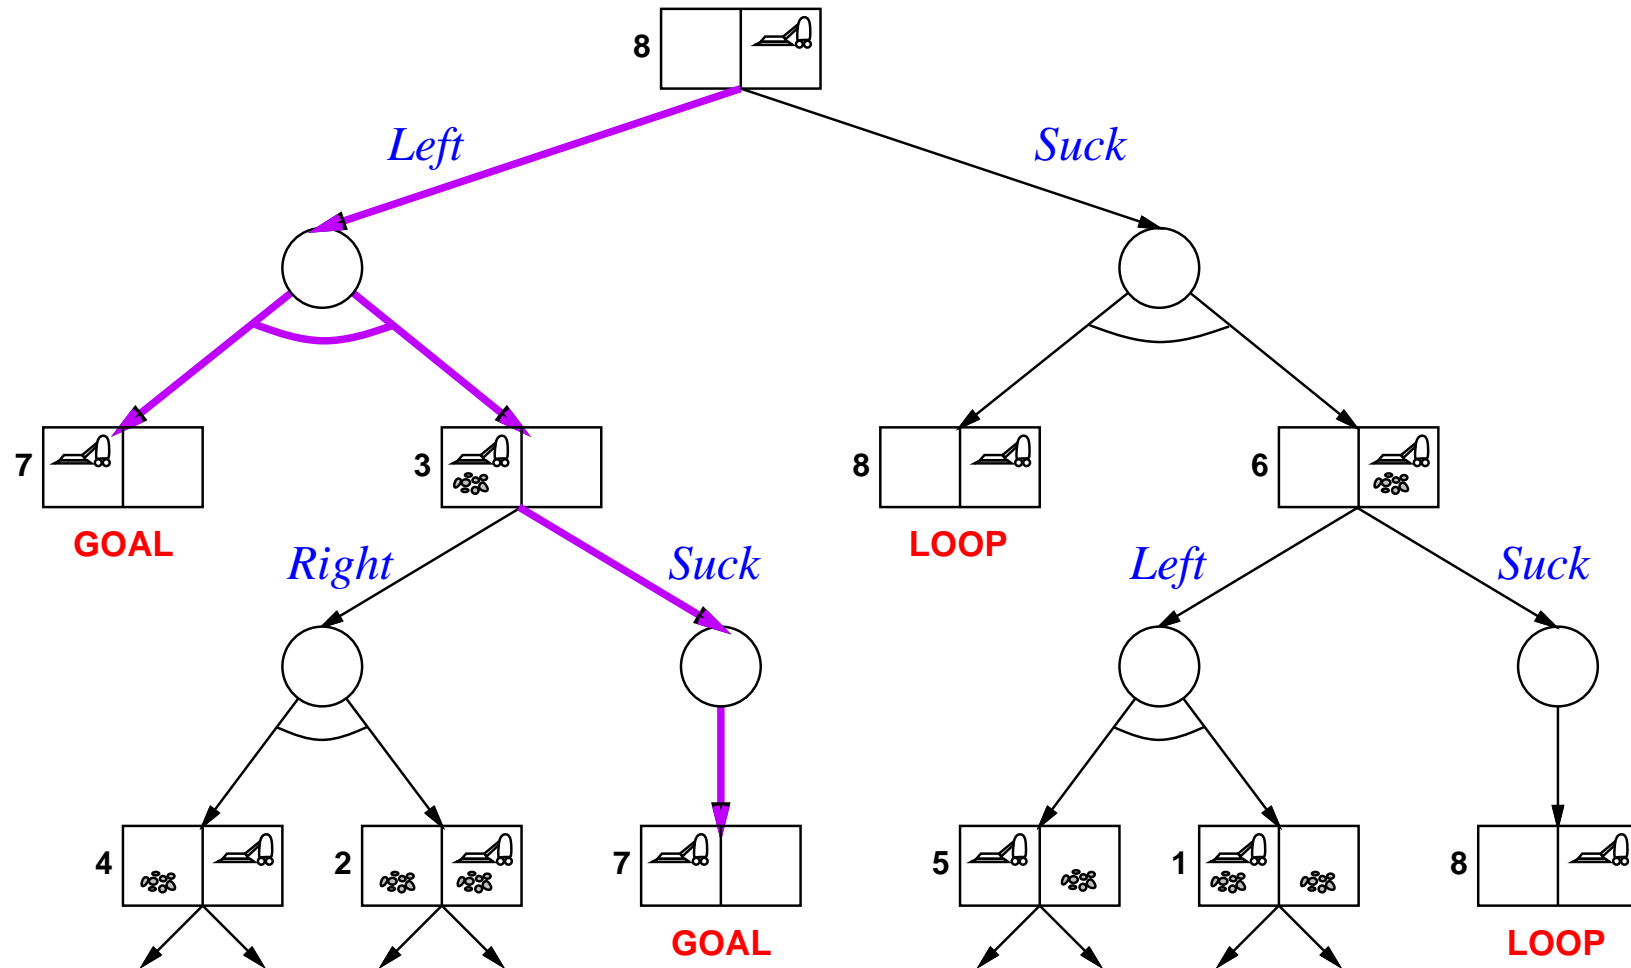 8
Left Suck
7 3 8 6
GOAL LOOP
Right Suck Left Suck
4 2 7 5 1 8
GOAL LOOP